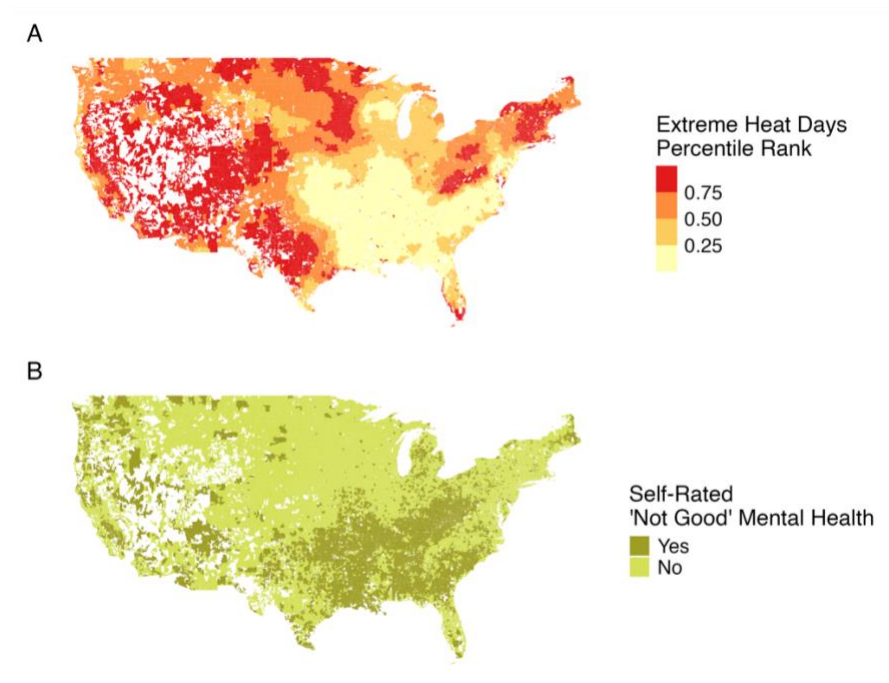 A
Extreme Heat Days
Percentile Rank
0.75
0.50
0.25
B
Self-Rated
'Not Good' Mental Health
Yes
No